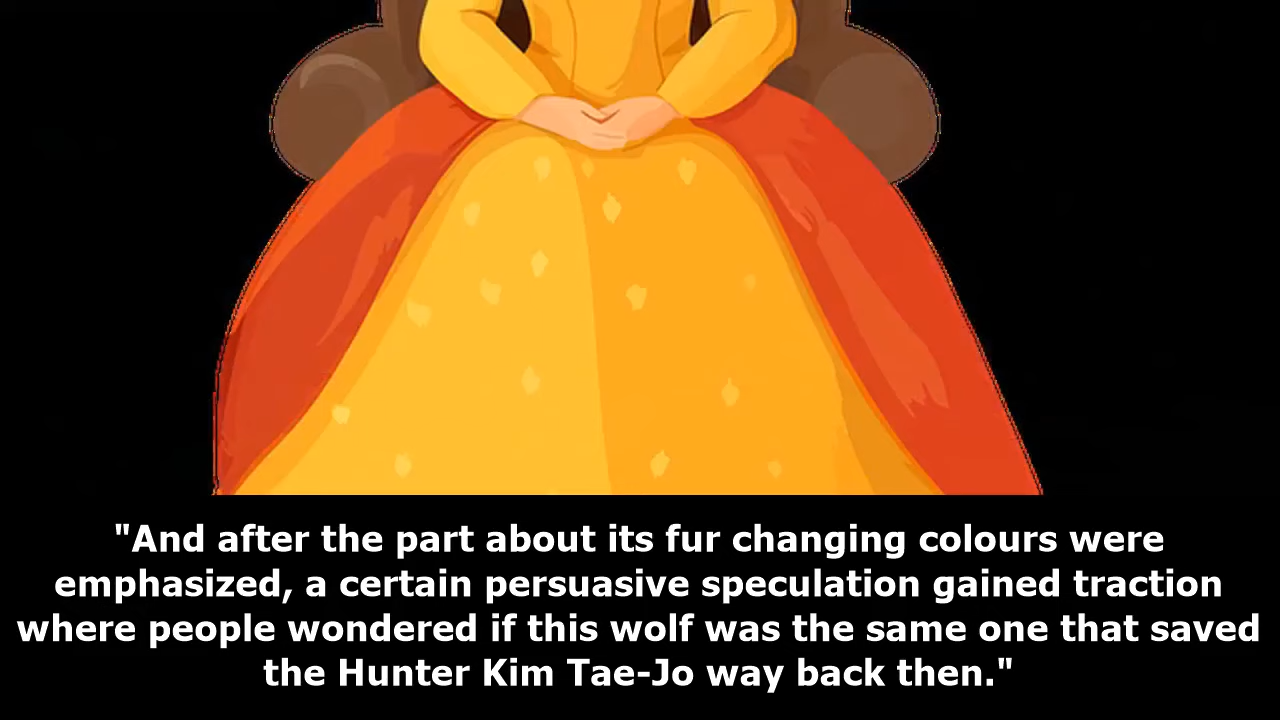 "And after the part about its fur changing colours were
emphasized, a certain persuasive speculation gained traction
where people wondered if this wolf was the same one that saved
the Hunter Kim Tae-Jo way back then."